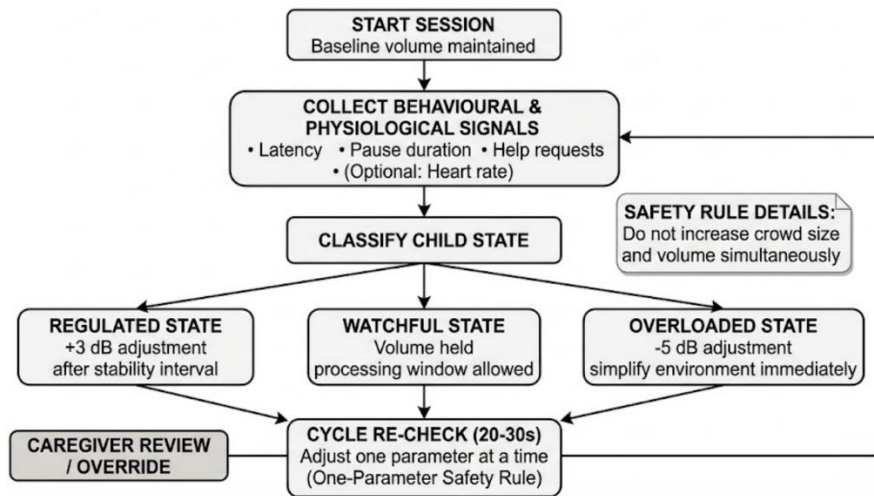 START SESSION
Baseline volume maintained
COLLECT BEHAVIOURAL &
PHYSIOLOGICAL SIGNALS
• Latency • Pause duration • Help requests
• (Optional: Heart rate)
SAFETY RULE DETAILS:
Do not increase crowd size
and volume simultaneously
CLASSIFY CHILD STATE
REGULATED STATE
+3 dB adjustment
after stability interval
WATCHFUL STATE
Volume held
processing window allowed
OVERLOADED STATE
-5 dB adjustment
simplify environment immediately
CAREGIVER REVIEW
/ OVERRIDE
CYCLE RE-CHECK (20-30s)
Adjust one parameter at a time
(One-Parameter Safety Rule)